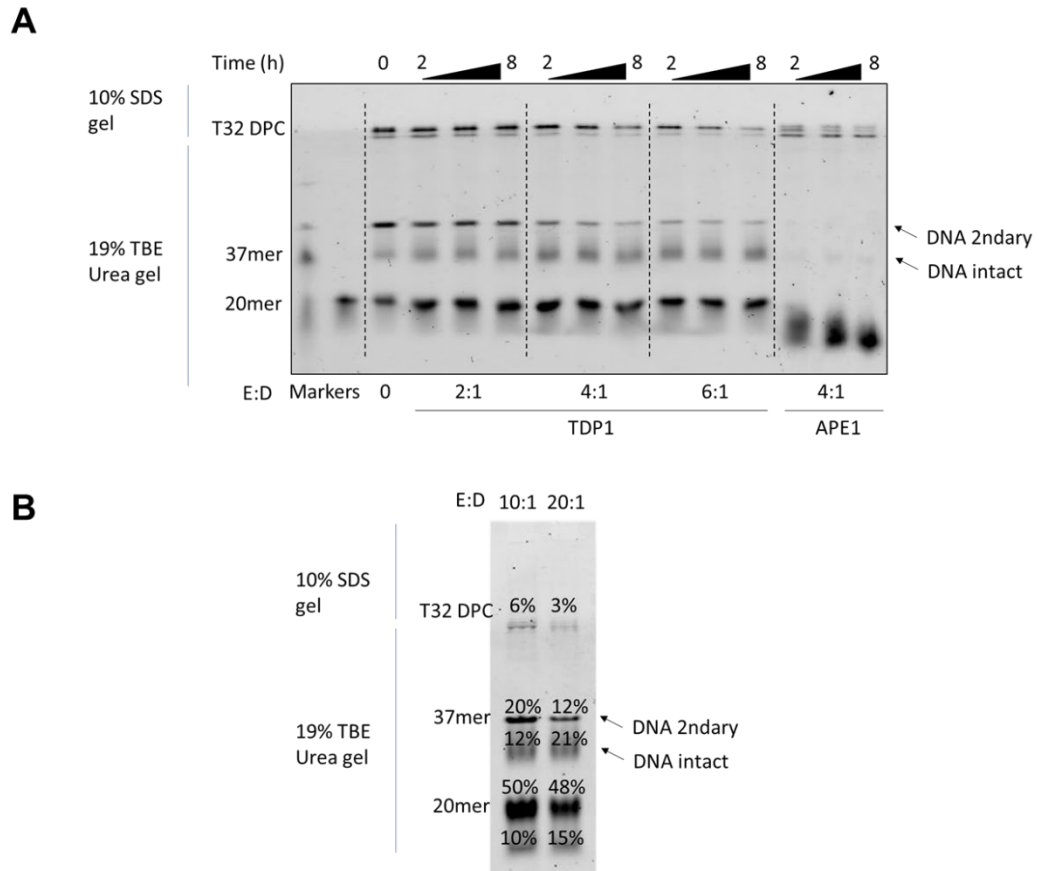 A
Time (h) 0 2 8 2 8 2 8 2 8
10% SDS
gel
T32 DPC
19% TBE
Urea gel
DNA 2ndary
37mer
DNA intact
20mer
E:D Markers 0 2:1 4:1 6:1 4:1
TDP1 APE1
B
E:D 10:1 20:1
10% SDS
gel
T32 DPC 6% 3%
19% TBE
Urea gel
20% 12%
37mer
DNA 2ndary
12% 21%
DNA intact
50% 48%
20mer
10% 15%